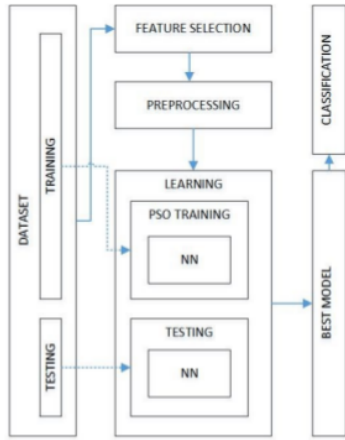 DATASET
TRAINING
TESTING
FEATURE SELECTION
PREPROCESSING
LEARNING
PSO TRAINING
NN
TESTING
NN
CLASSIFICATION
BEST MODEL